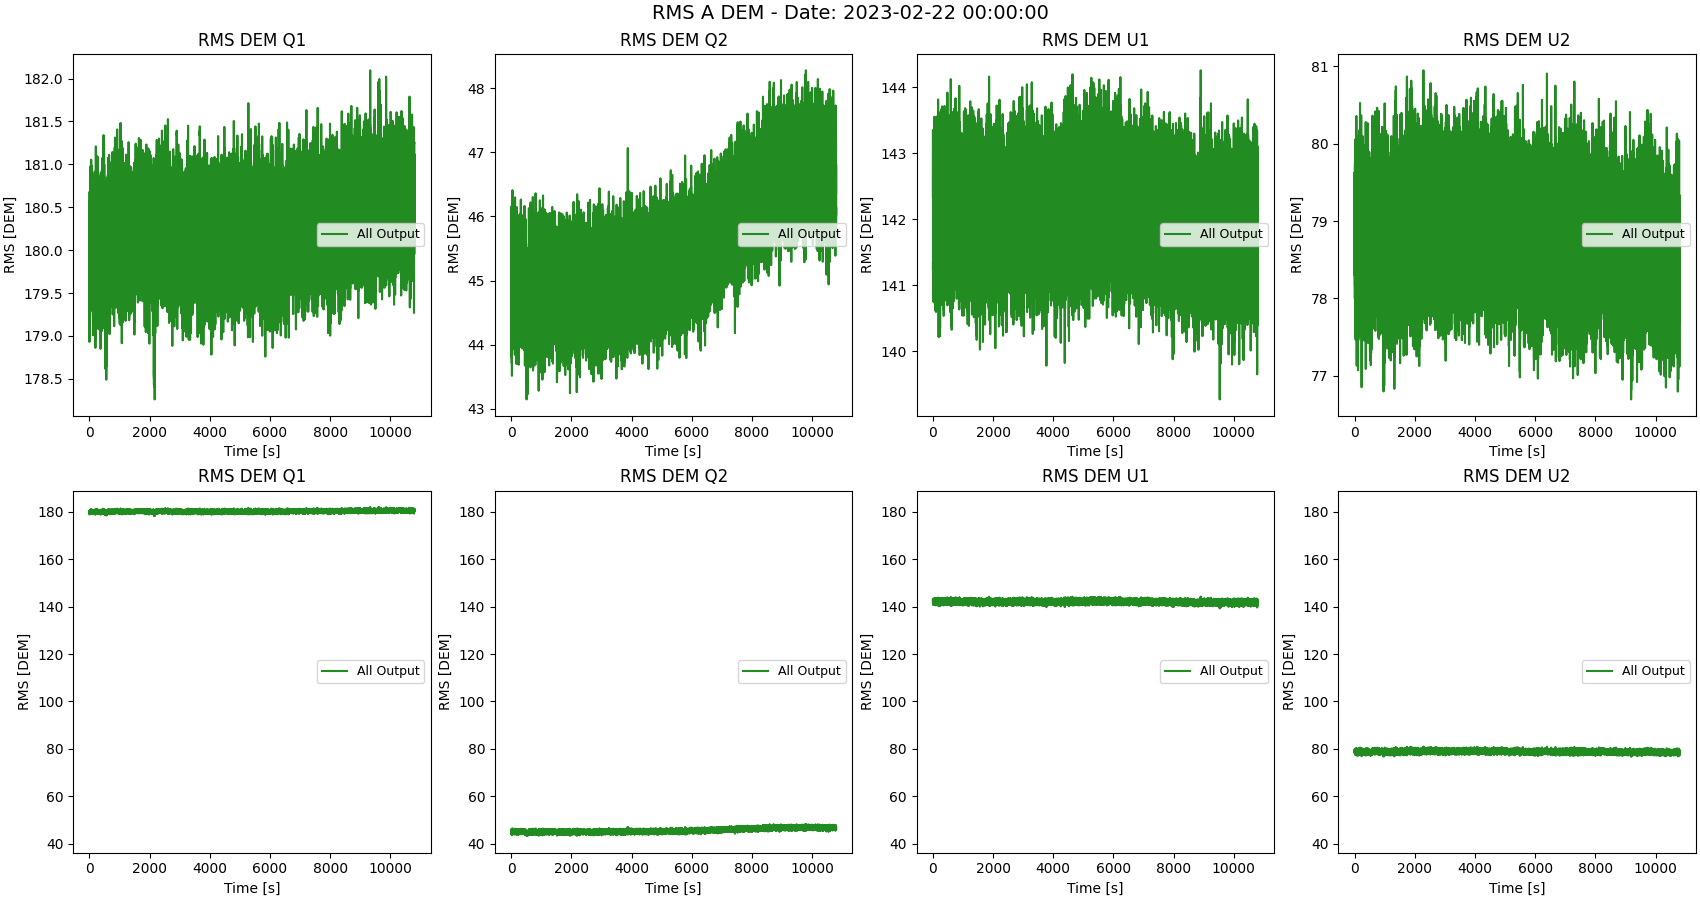 RMS A DEM - Date: 2023-02-22 00:00:00
RMS DEM Q1
RMS [DEM]
182.0
181.5
181.0
180.5
180.0
179.5
179.0
178.5
All Output
0 2000 4000 6000 8000 10000
Time [s]
RMS DEM Q2
RMS [DEM]
48
47
46
45
44
43
All Output
0 2000 4000 6000 8000 10000
Time [s]
RMS DEM U1
RMS [DEM]
144
143
142
141
140
All Output
0 2000 4000 6000 8000 10000
Time [s]
RMS DEM U2
RMS [DEM]
81
80
79
78
77
All Output
0 2000 4000 6000 8000 10000
Time [s]
RMS DEM Q1
RMS [DEM]
180
160
140
120
100
80
60
40
All Output
0 2000 4000 6000 8000 10000
Time [s]
RMS DEM Q2
RMS [DEM]
180
160
140
120
100
80
60
40
All Output
0 2000 4000 6000 8000 10000
Time [s]
RMS DEM U1
RMS [DEM]
180
160
140
120
100
80
60
40
All Output
0 2000 4000 6000 8000 10000
Time [s]
RMS DEM U2
RMS [DEM]
180
160
140
120
100
80
60
40
All Output
0 2000 4000 6000 8000 10000
Time [s]